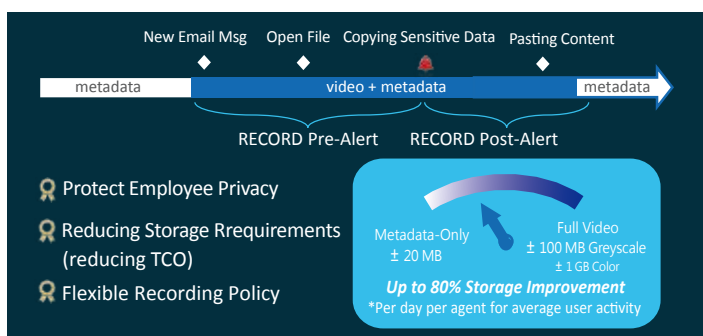 New Email Msg Open File Copying Sensitive Data Pasting Content
metadata video + metadata metadata
RECORD Pre-Alert RECORD Post-Alert
Protect Employee Privacy
Reducing Storage Rrequirements
(reducing TCO)
Flexible Recording Policy
Metadata-Only
± 20 MB
Full Video
± 100 MB Greyscale
± 1 GB Color
Up to 80% Storage Improvement
*Per day per agent for average user activity